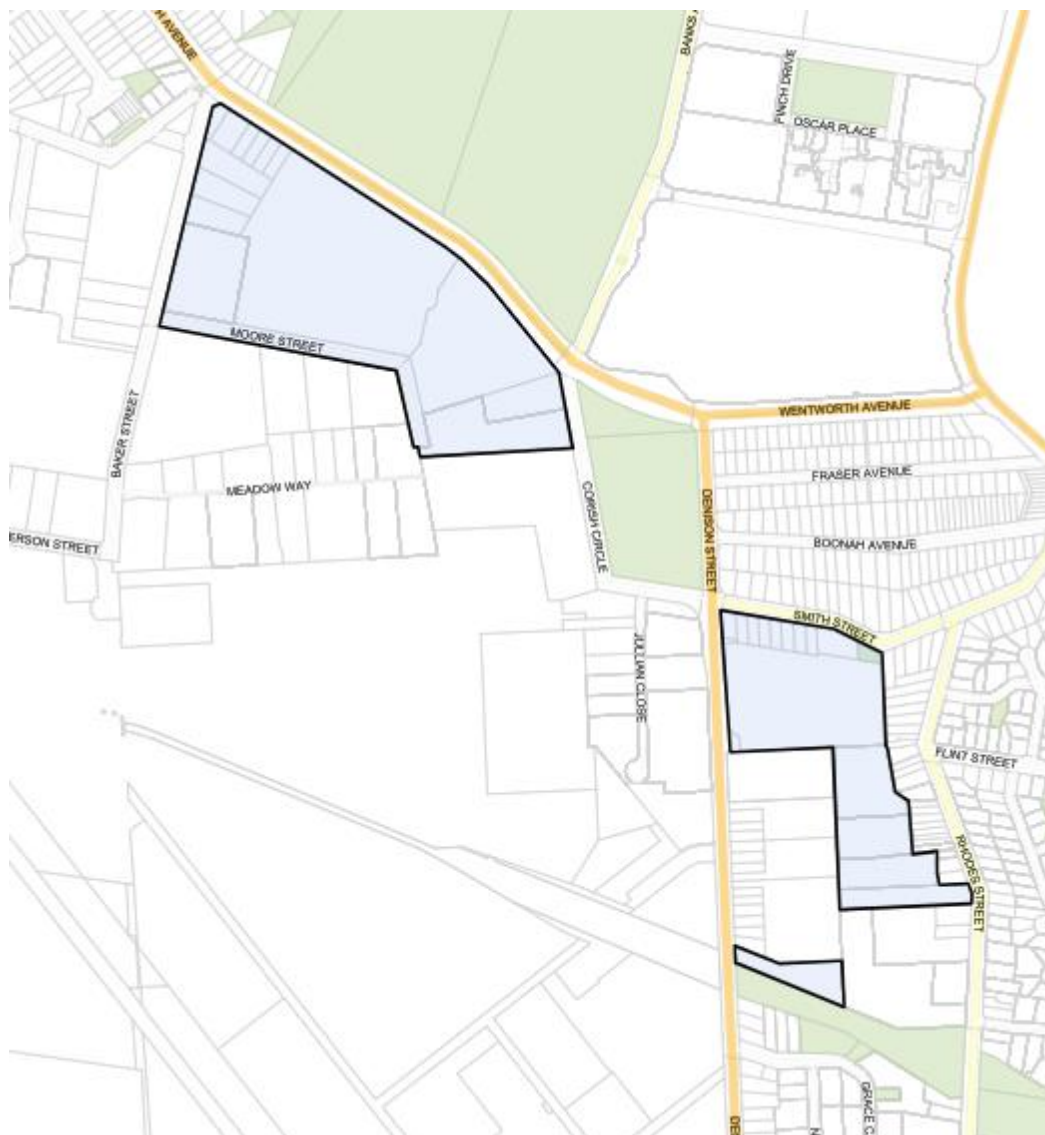 H AVENUE
BANKS A
FINCH DRIVE
OSCAR PLACE
MOORE STREET
WENTWORTH AVENUE
BAKER STREET
FRASER AVENUE
MEADOW WAY
DENISON STREET
CORISH CIRCLE
ERSON STREET
BOONAH AVENUE
SMITH STREET
JULLIAN CLOSE
FLINT STREET
RHODES STREET
GRACE C
N
DE